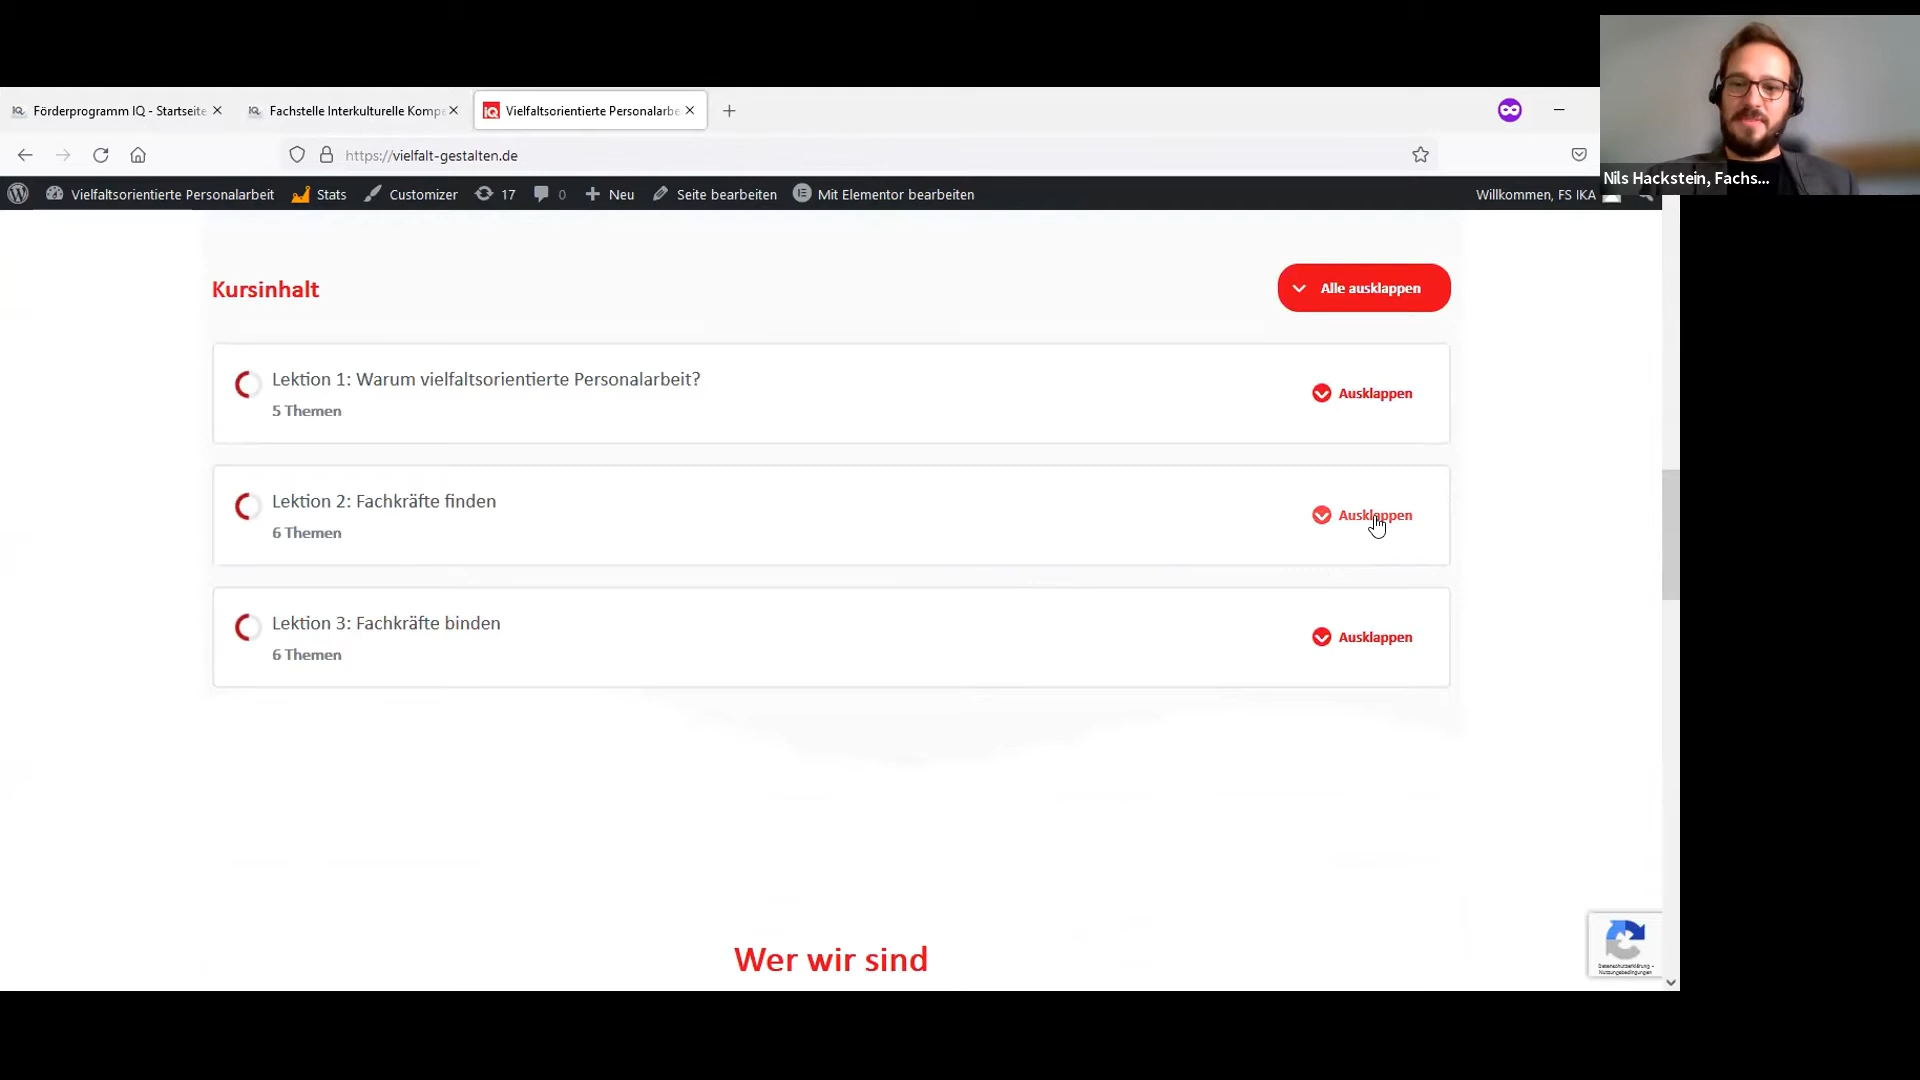 Förderprogramm IQ - Startseite
Fachstelle Interkulturelle Kompe
Vielfaltsorientierte Personalarbe
https://vielfalt-gestalten.de
Nils Hackstein, Fachs...
Vielfaltsorientierte Personalarbeit
Stats
Customizer
17
0
Neu
Seite bearbeiten
Mit Elementor bearbeiten
Willkommen, FS IKA
Kursinhalt
Alle ausklappen
Lektion 1: Warum vielfaltsorientierte Personalarbeit?
5 Themen
Ausklappen
Lektion 2: Fachkräfte finden
6 Themen
Ausklappen
Lektion 3: Fachkräfte binden
6 Themen
Ausklappen
Wer wir sind
Datenschutzerklärung -
Nutzungsbedingungen